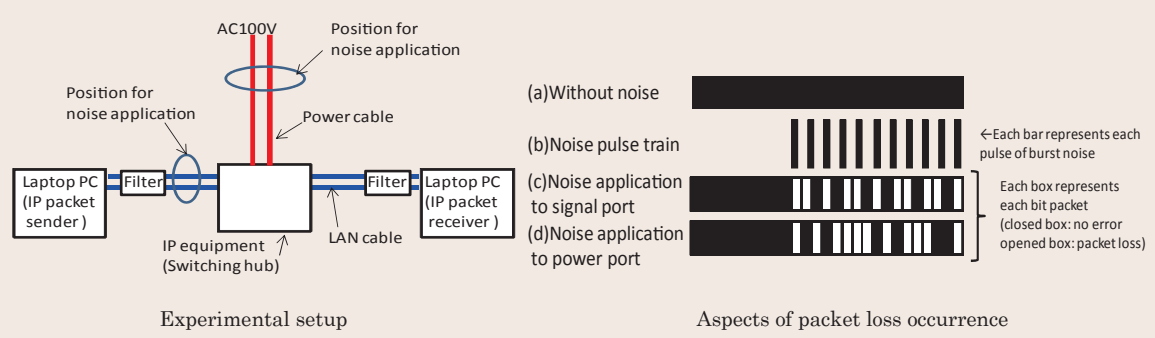 AC100V
Position for
noise application
Position for
noise application
Power cable
Laptop PC
(IP packet
sender )
Filter
Filter
Laptop PC
(IP packet
receiver )
LAN cable
IP equipment
(Switching hub)
Experimental setup
(a)Without noise
(b)Noise pulse train
←Each bar represents each
pulse of burst noise
(c)Noise application
to signal port
(d)Noise application
to power port
Each box represents
each bit packet
(closed box: no error
opened box: packet loss)
Aspects of packet loss occurrence